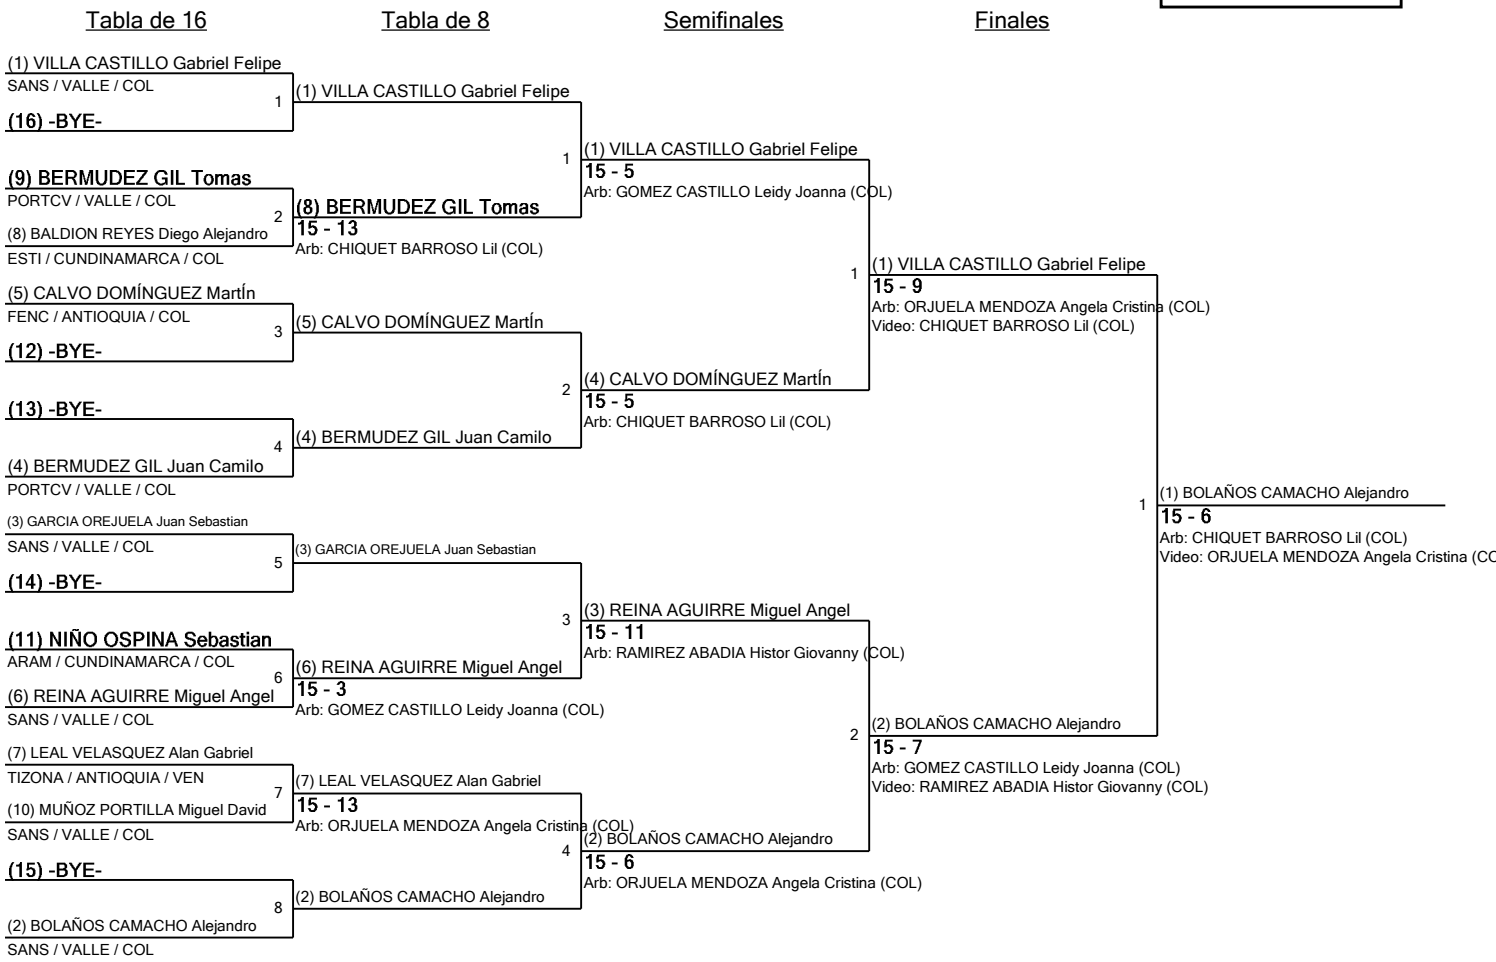 Tabla de 16
Tabla de 8
Semifinales
Finales
(1) VILLA CASTILLO Gabriel Felipe
SANS / VALLE / COL
1
(16) -BYE-
(9) BERMUDEZ GIL Tomas
PORTCV / VALLE / COL
2
(8) BALDION REYES Diego Alejandro
ESTI / CUNDINAMARCA / COL
(5) CALVO DOMÍNGUEZ MartÍn
FENC / ANTIOQUIA / COL
3
(12) -BYE-
(13) -BYE-
4
(4) BERMUDEZ GIL Juan Camilo
PORTCV / VALLE / COL
(3) GARCIA OREJUELA Juan Sebastian
SANS / VALLE / COL
5
(14) -BYE-
(11) NIÑO OSPINA Sebastian
ARAM / CUNDINAMARCA / COL
6
(6) REINA AGUIRRE Miguel Angel
SANS / VALLE / COL
(7) LEAL VELASQUEZ Alan Gabriel
TIZONA / ANTIOQUIA / VEN
7
(10) MUÑOZ PORTILLA Miguel David
SANS / VALLE / COL
(15) -BYE-
8
(2) BOLAÑOS CAMACHO Alejandro
SANS / VALLE / COL
(1) VILLA CASTILLO Gabriel Felipe
1
(8) BERMUDEZ GIL Tomas
15 - 13
Arb: CHIQUET BARROSO Lil (COL)
(5) CALVO DOMÍNGUEZ MartÍn
2
(4) BERMUDEZ GIL Juan Camilo
(3) GARCIA OREJUELA Juan Sebastian
3
(6) REINA AGUIRRE Miguel Angel
15 - 3
Arb: GOMEZ CASTILLO Leidy Joanna (COL)
(7) LEAL VELASQUEZ Alan Gabriel
15 - 13
Arb: ORJUELA MENDOZA Angela Cristina (COL)
4
(2) BOLAÑOS CAMACHO Alejandro
(1) VILLA CASTILLO Gabriel Felipe
15 - 5
Arb: GOMEZ CASTILLO Leidy Joanna (COL)
1
(4) CALVO DOMÍNGUEZ MartÍn
15 - 5
Arb: CHIQUET BARROSO Lil (COL)
(3) REINA AGUIRRE Miguel Angel
15 - 11
Arb: RAMIREZ ABADIA Histor Giovanny (COL)
2
(2) BOLAÑOS CAMACHO Alejandro
15 - 6
Arb: ORJUELA MENDOZA Angela Cristina (COL)
(1) VILLA CASTILLO Gabriel Felipe
15 - 9
Arb: ORJUELA MENDOZA Angela Cristina (COL)
Video: CHIQUET BARROSO Lil (COL)
1
(2) BOLAÑOS CAMACHO Alejandro
15 - 7
Arb: GOMEZ CASTILLO Leidy Joanna (COL)
Video: RAMIREZ ABADIA Histor Giovanny (COL)
(1) BOLAÑOS CAMACHO Alejandro
15 - 6
Arb: CHIQUET BARROSO Lil (COL)
Video: ORJUELA MENDOZA Angela Cristina (CO